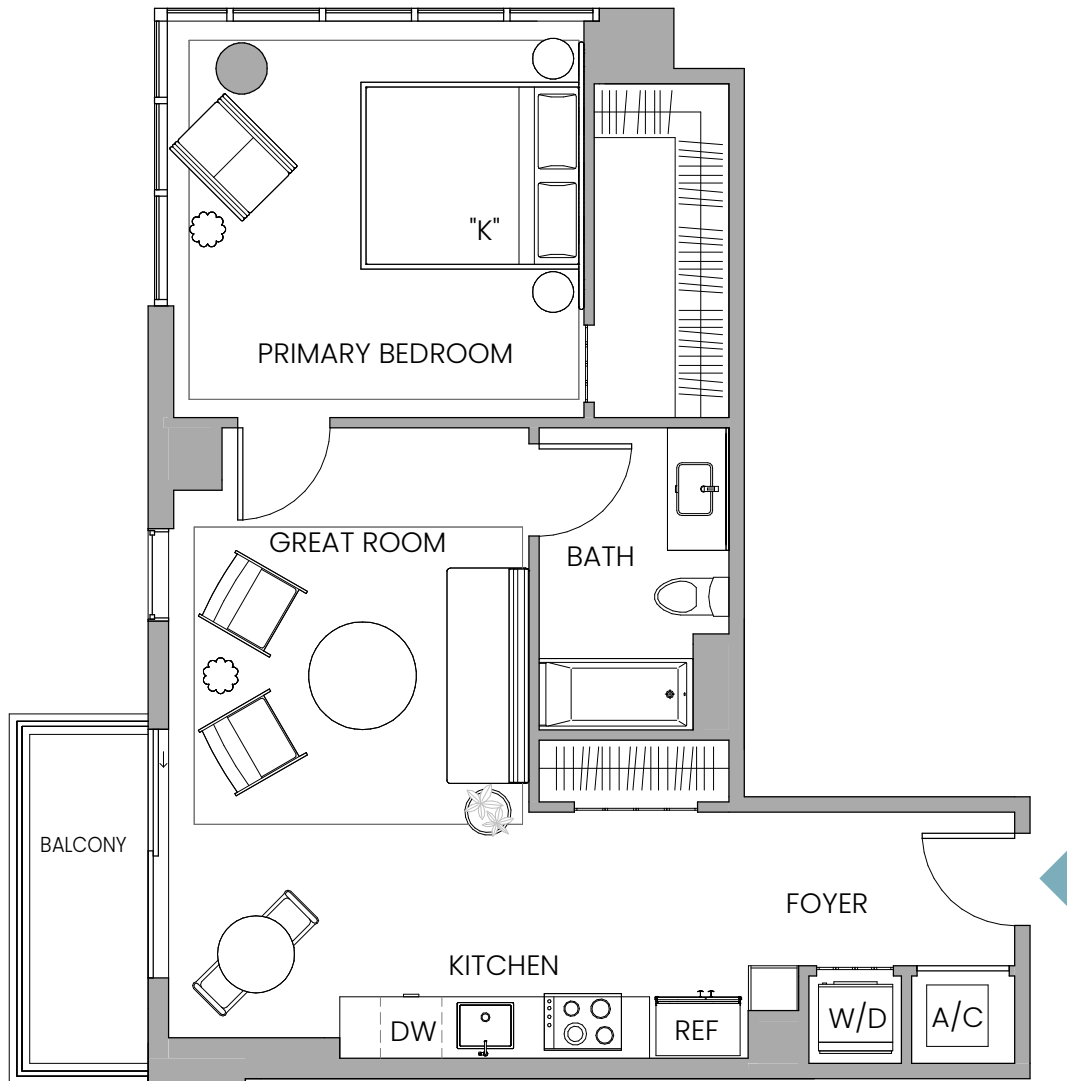 "K"
PRIMARY BEDROOM
GREAT ROOM
BATH
BALCONY
FOYER
KITCHEN
DW
REF
W/D
A/C